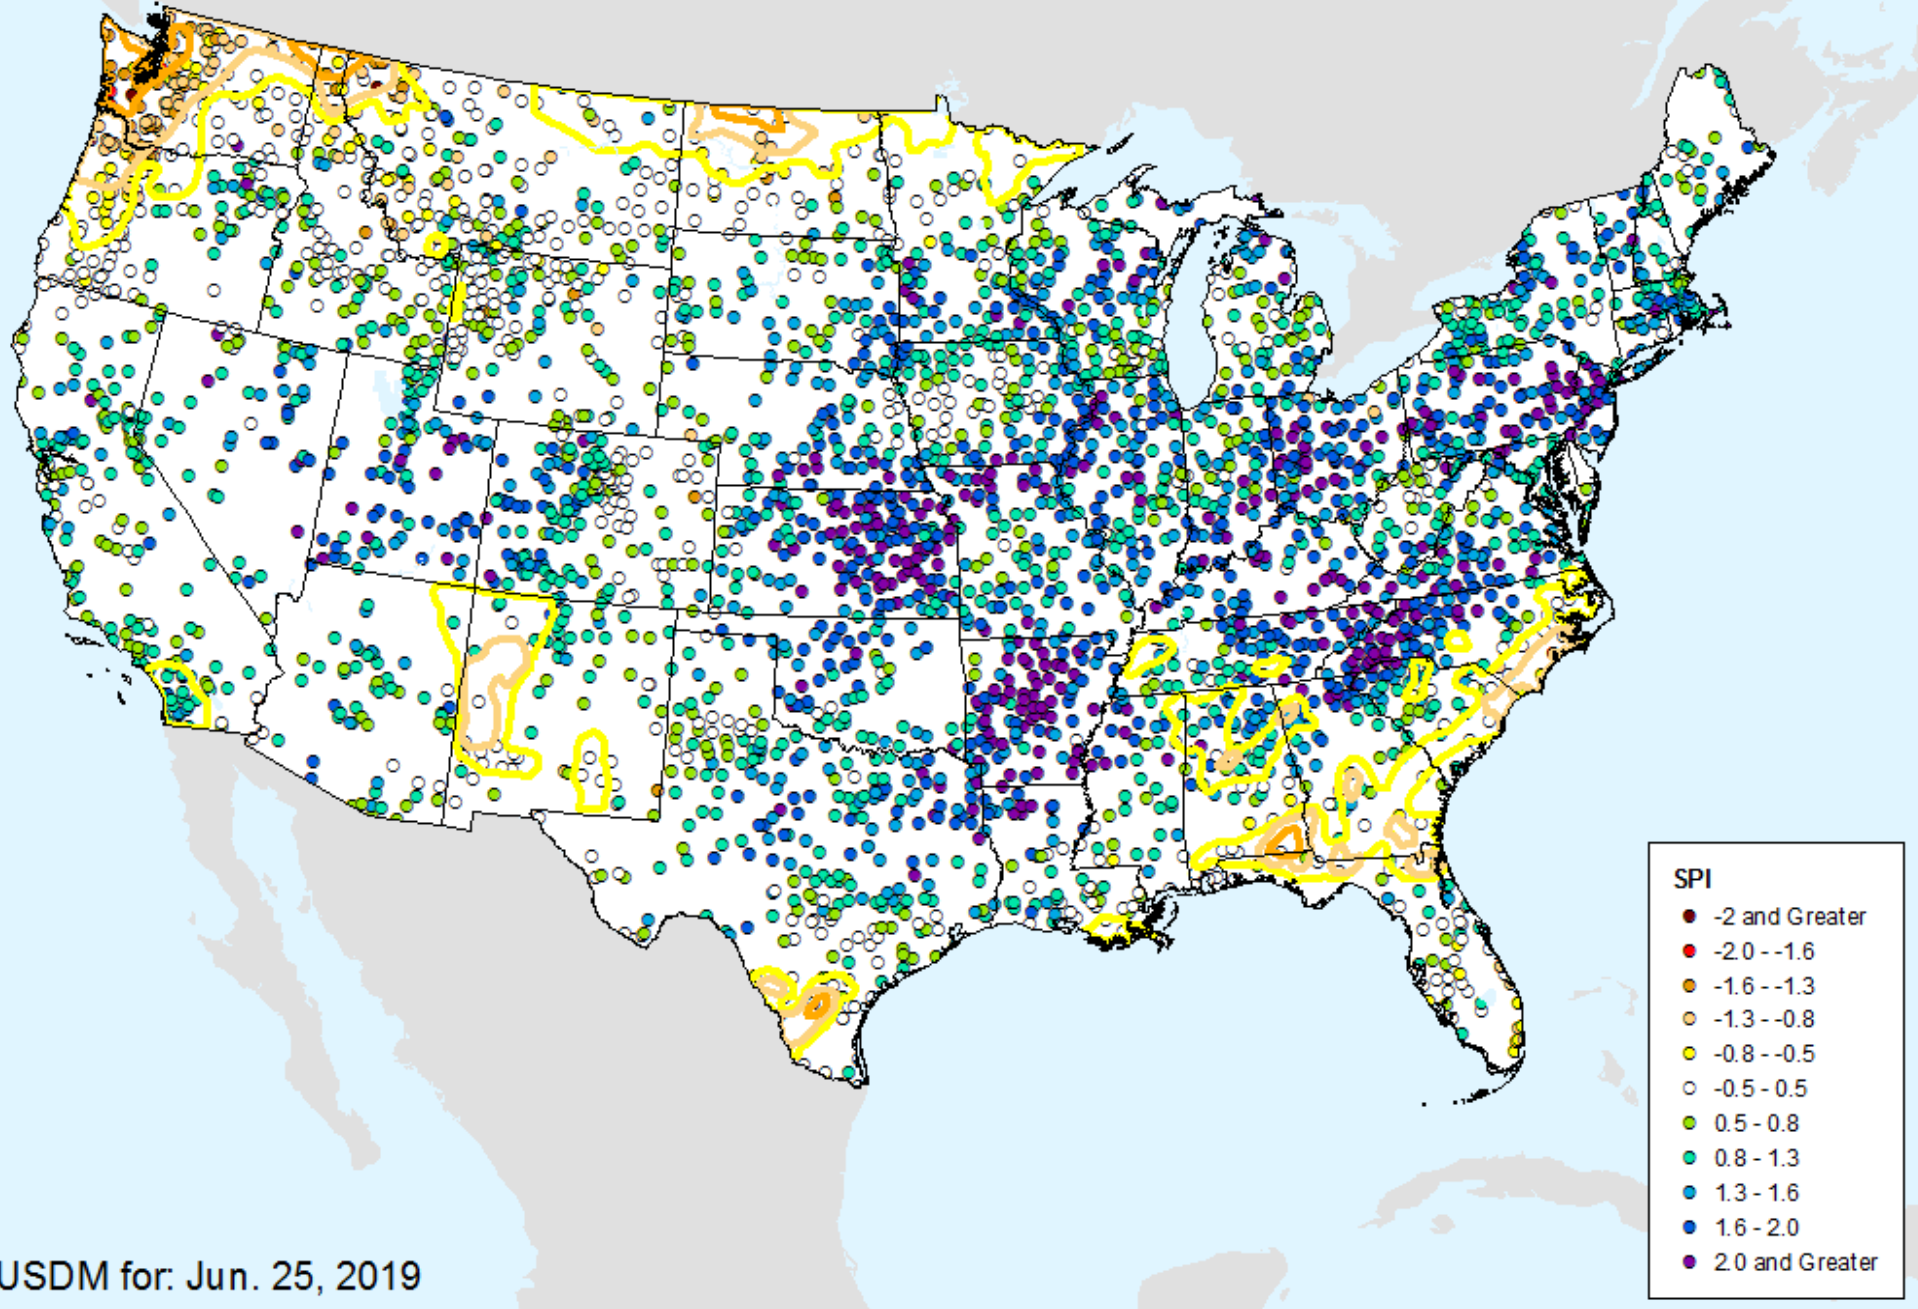 SPI
-2 and Greater
-2.0 - -1.6
-1.6 - -1.3
-1.3 - -0.8
-0.8 - -0.5
-0.5 - 0.5
0.5 - 0.8
0.8 - 1.3
1.3 - 1.6
1.6 - 2.0
2.0 and Greater
USDM for: Jun. 25, 2019